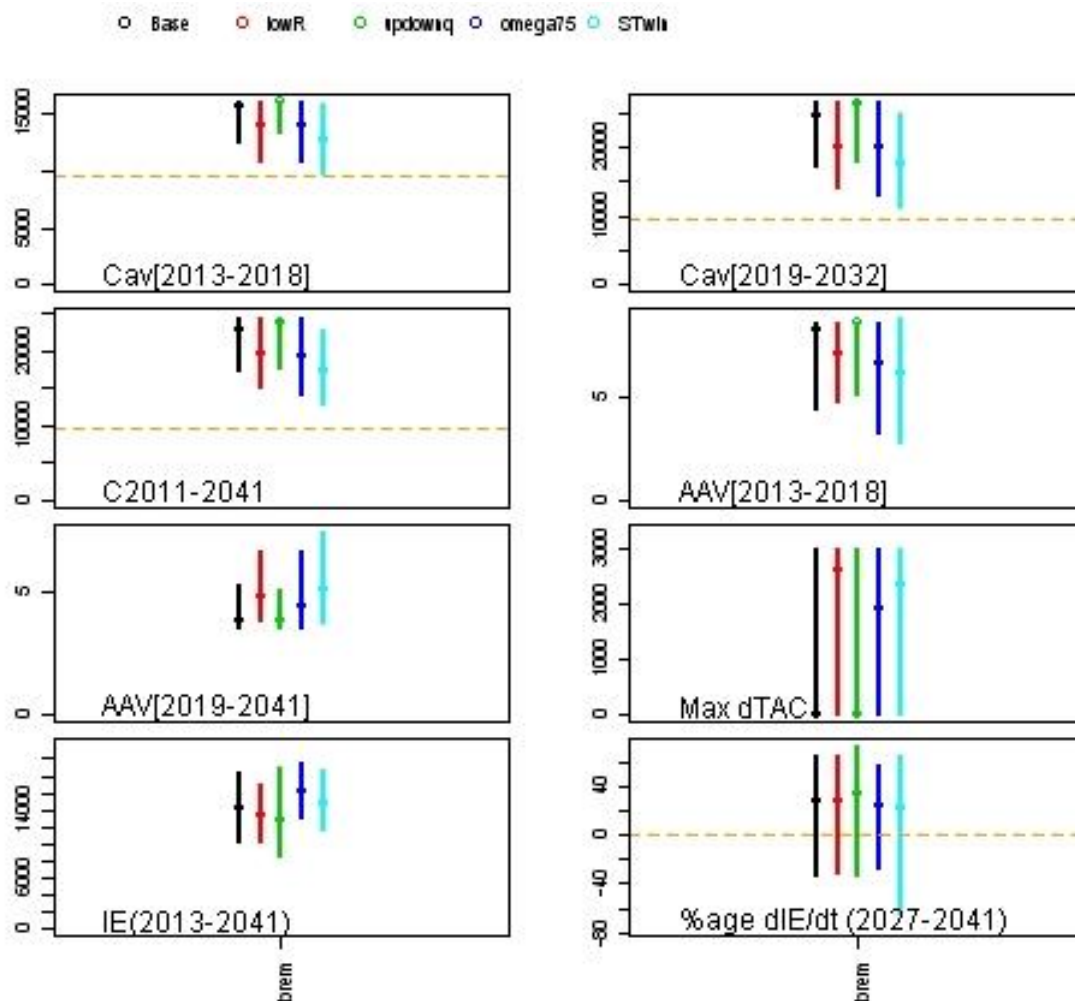 Base lowR updownq omega75 STwin
15000
5000
0
Cav[2013-2018]
20000
10000
0
Cav[2019-2032]
20000
10000
0
C2011-2041
5
0
AAV[2013-2018]
5
0
AAV[2019-2041]
3000
2000
1000
0
Max dTAC
14000
6000
0
IE(2013-2041)
40
0
-40
-80
%age dIE/dt (2027-2041)
brem
brem